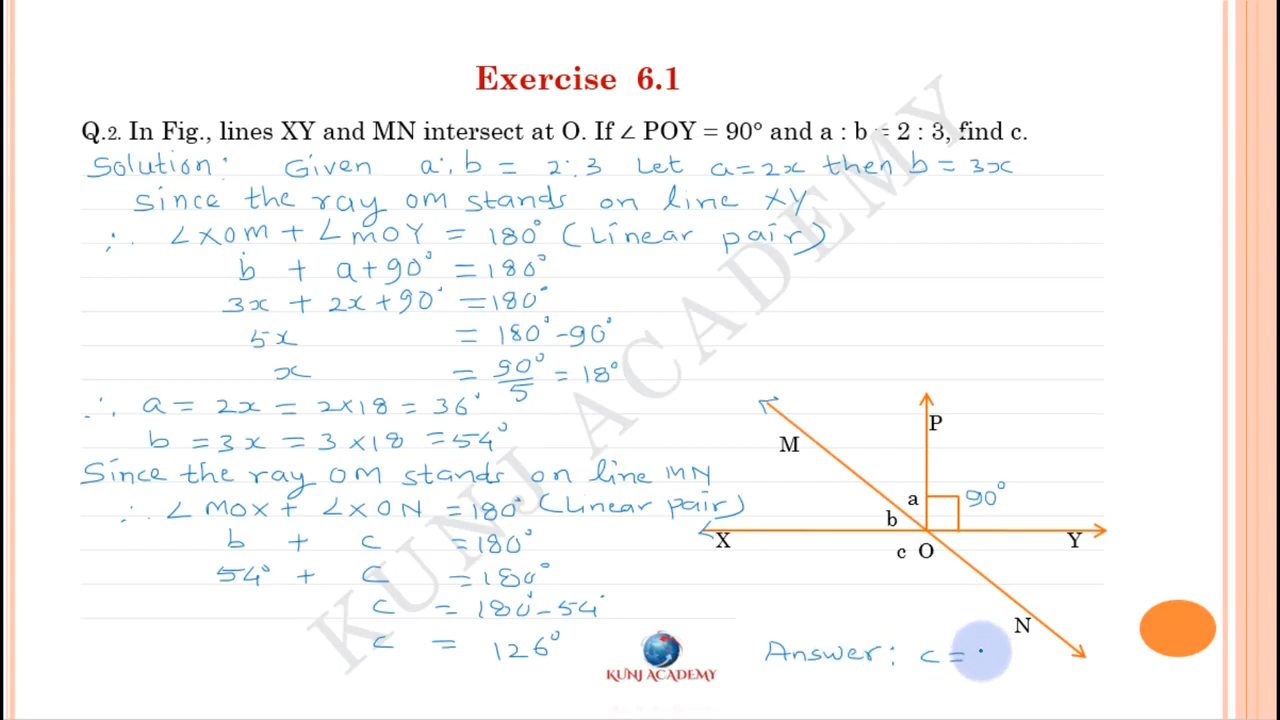 Exercise 6.1
Q.2. In Fig., lines XY and MN intersect at O. If ∠ POY = 90° and a : b = 2 : 3, find c.
Solution: Given a:b = 2:3 Let a=2x then b=3x
Since the ray om stands on line XY
∴ ∠XOM + ∠MOY = 180° (Linear pair)
b + a+90° = 180°
3x + 2x+90° = 180°
5x = 180° - 90°
x = 90°/5 = 18°
∴ a = 2x = 2×18 = 36°
b = 3x = 3×18 = 54°
Since the ray OM stands on line MN
∴ ∠MOX + ∠XON = 180° (Linear pair)
b + c = 180°
54° + c = 180°
c = 180° - 54°
c = 126°
P
M
a 90°
b
X Y
c O
N
Answer: c =
KUNJ ACADEMY
KUNJ ACADEMY